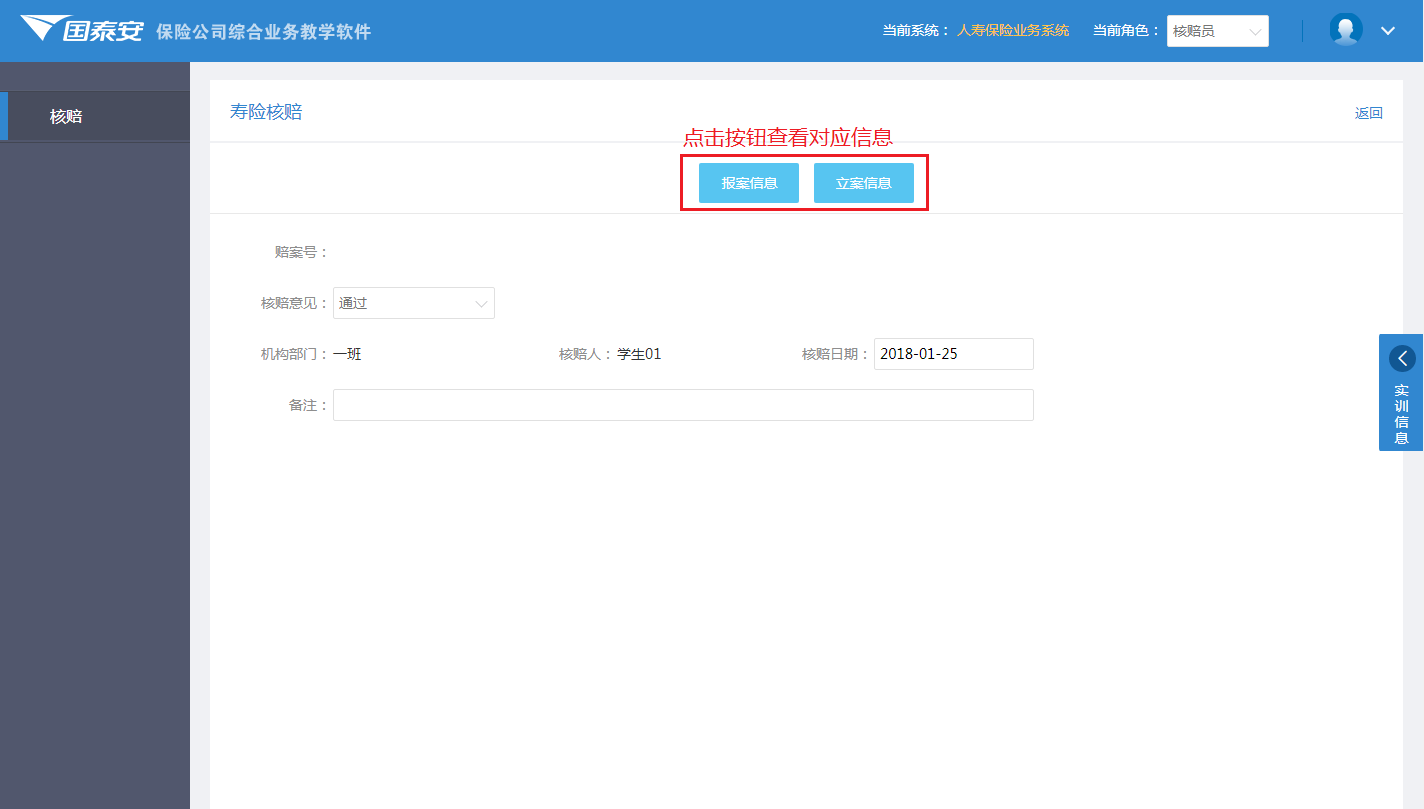 国泰安 保险公司综合业务教学软件 当前系统： 人寿保险业务系统 当前角色： 核赔员
核赔
寿险核赔 返回
点击按钮查看对应信息
报案信息 立案信息
赔案号：
核赔意见： 通过
机构部门： 一班 核赔人： 学生01 核赔日期： 2018-01-25
备注：
实训信息